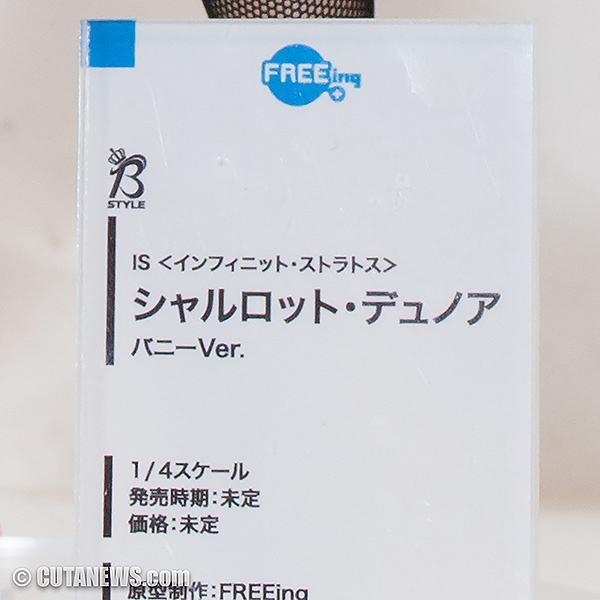 FREEing
B
STYLE
IS <インフィニット・ストラトス>
シャルロット・デュノア
バニーVer.
1/4スケール
発売時期:未定
価格:未定
原型制作:FREEing
© CUTANEWS.COM